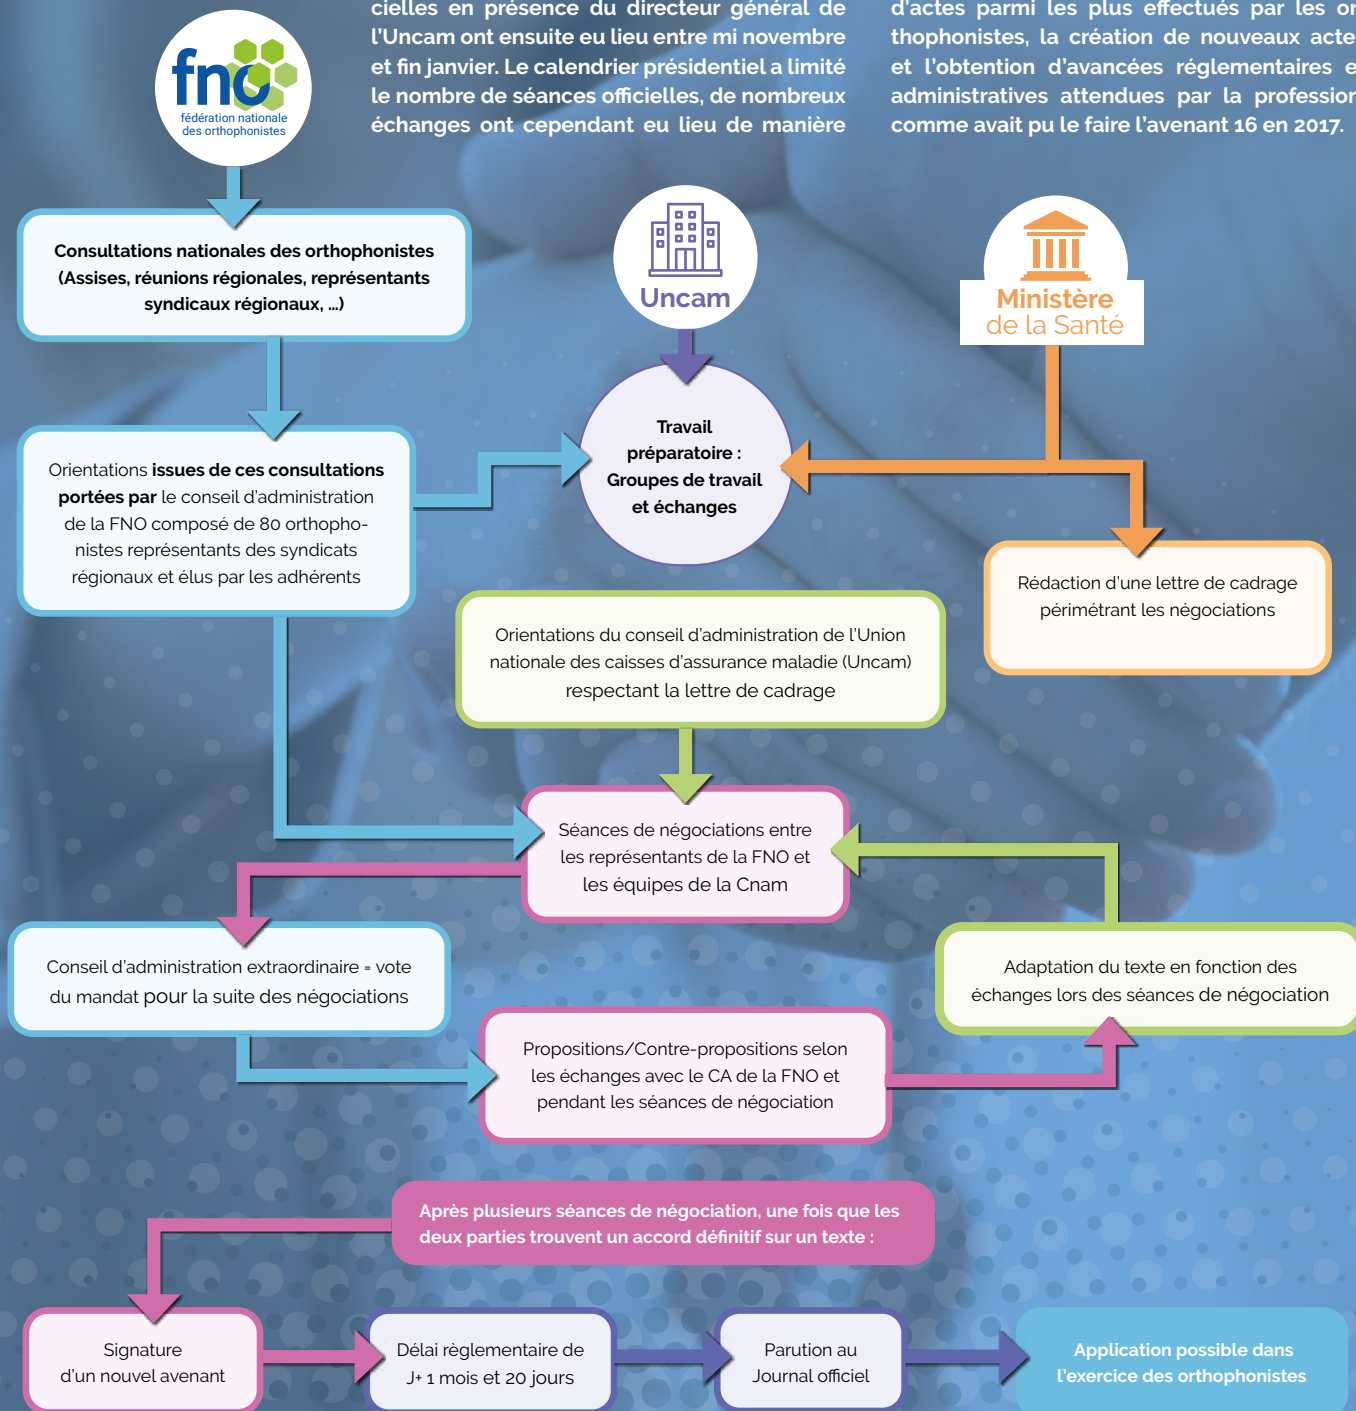 cielles en présence du directeur général de
l'Uncam ont ensuite eu lieu entre mi novembre
et fin janvier. Le calendrier présidentiel a limité
le nombre de séances officielles, de nombreux
échanges ont cependant eu lieu de manière
d'actes parmi les plus effectués par les or
thophonistes, la création de nouveaux acte
et l'obtention d'avancées réglementaires e
administratives attendues par la profession
comme avait pu le faire l'avenant 16 en 2017.
fno
fédération nationale
des orthophonistes
Uncam
Ministère
de la Santé
Consultations nationales des orthophonistes
(Assises, réunions régionales, représentants
syndicaux régionaux, …)
Travail
préparatoire :
Groupes de travail
et échanges
Orientations issues de ces consultations
portées par le conseil d'administration
de la FNO composé de 80 orthopho-
nistes représentants des syndicats
régionaux et élus par les adhérents
Rédaction d'une lettre de cadrage
périmétrant les négociations
Orientations du conseil d'administration de l'Union
nationale des caisses d'assurance maladie (Uncam)
respectant la lettre de cadrage
Séances de négociations entre
les représentants de la FNO et
les équipes de la Cnam
Conseil d'administration extraordinaire = vote
du mandat pour la suite des négociations
Adaptation du texte en fonction des
échanges lors des séances de négociation
Propositions/Contre-propositions selon
les échanges avec le CA de la FNO et
pendant les séances de négociation
Après plusieurs séances de négociation, une fois que les
deux parties trouvent un accord définitif sur un texte :
Signature
d'un nouvel avenant
Délai règlementaire de
J+ 1 mois et 20 jours
Parution au
Journal officiel
Application possible dans
l'exercice des orthophonistes